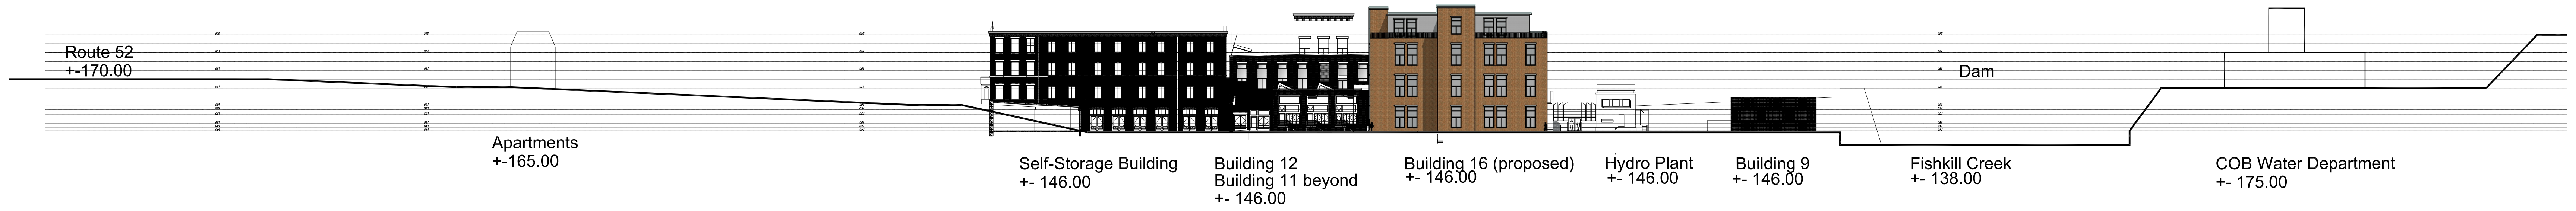 Route 52
+-170.00
Dam
Apartments
+-165.00
Self-Storage Building
+- 146.00
Building 12
Building 11 beyond
+- 146.00
Building 16 (proposed)
+- 146.00
Hydro Plant
+- 146.00
Building 9
+- 146.00
Fishkill Creek
+- 138.00
COB Water Department
+- 175.00